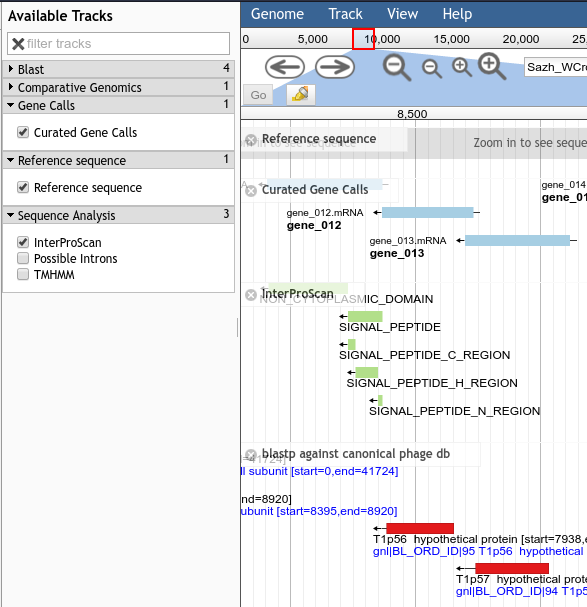 Available Tracks
filter tracks
Blast 4
Comparative Genomics 1
Gene Calls 1
Curated Gene Calls
Reference sequence 1
Reference sequence
Sequence Analysis 3
InterProScan
Possible Introns
TMHMM
Genome Track View Help
0 5,000 10,000 15,000 20,000 25
Sazh_WCro
Go
8,500
Reference sequence
Zoom in to see seque
Curated Gene Calls
gene_014
gene_01
gene_012.mRNA
gene_012
gene_013.mRNA
gene_013
InterProScan
NON_CYTOPLASMIC_DOMAIN
SIGNAL_PEPTIDE
SIGNAL_PEPTIDE_C_REGION
SIGNAL_PEPTIDE_H_REGION
SIGNAL_PEPTIDE_N_REGION
blastp against canonical phage db
d=41724]
ll subunit [start=0,end=41724]
nd=8920]
ubunit [start=8395,end=8920]
T1p56 hypothetical protein [start=7938,e
gnl|BL_ORD_ID|95 T1p56 hypothetical
T1p57 hypothetical prote
gnl|BL_ORD_ID|94 T1p5